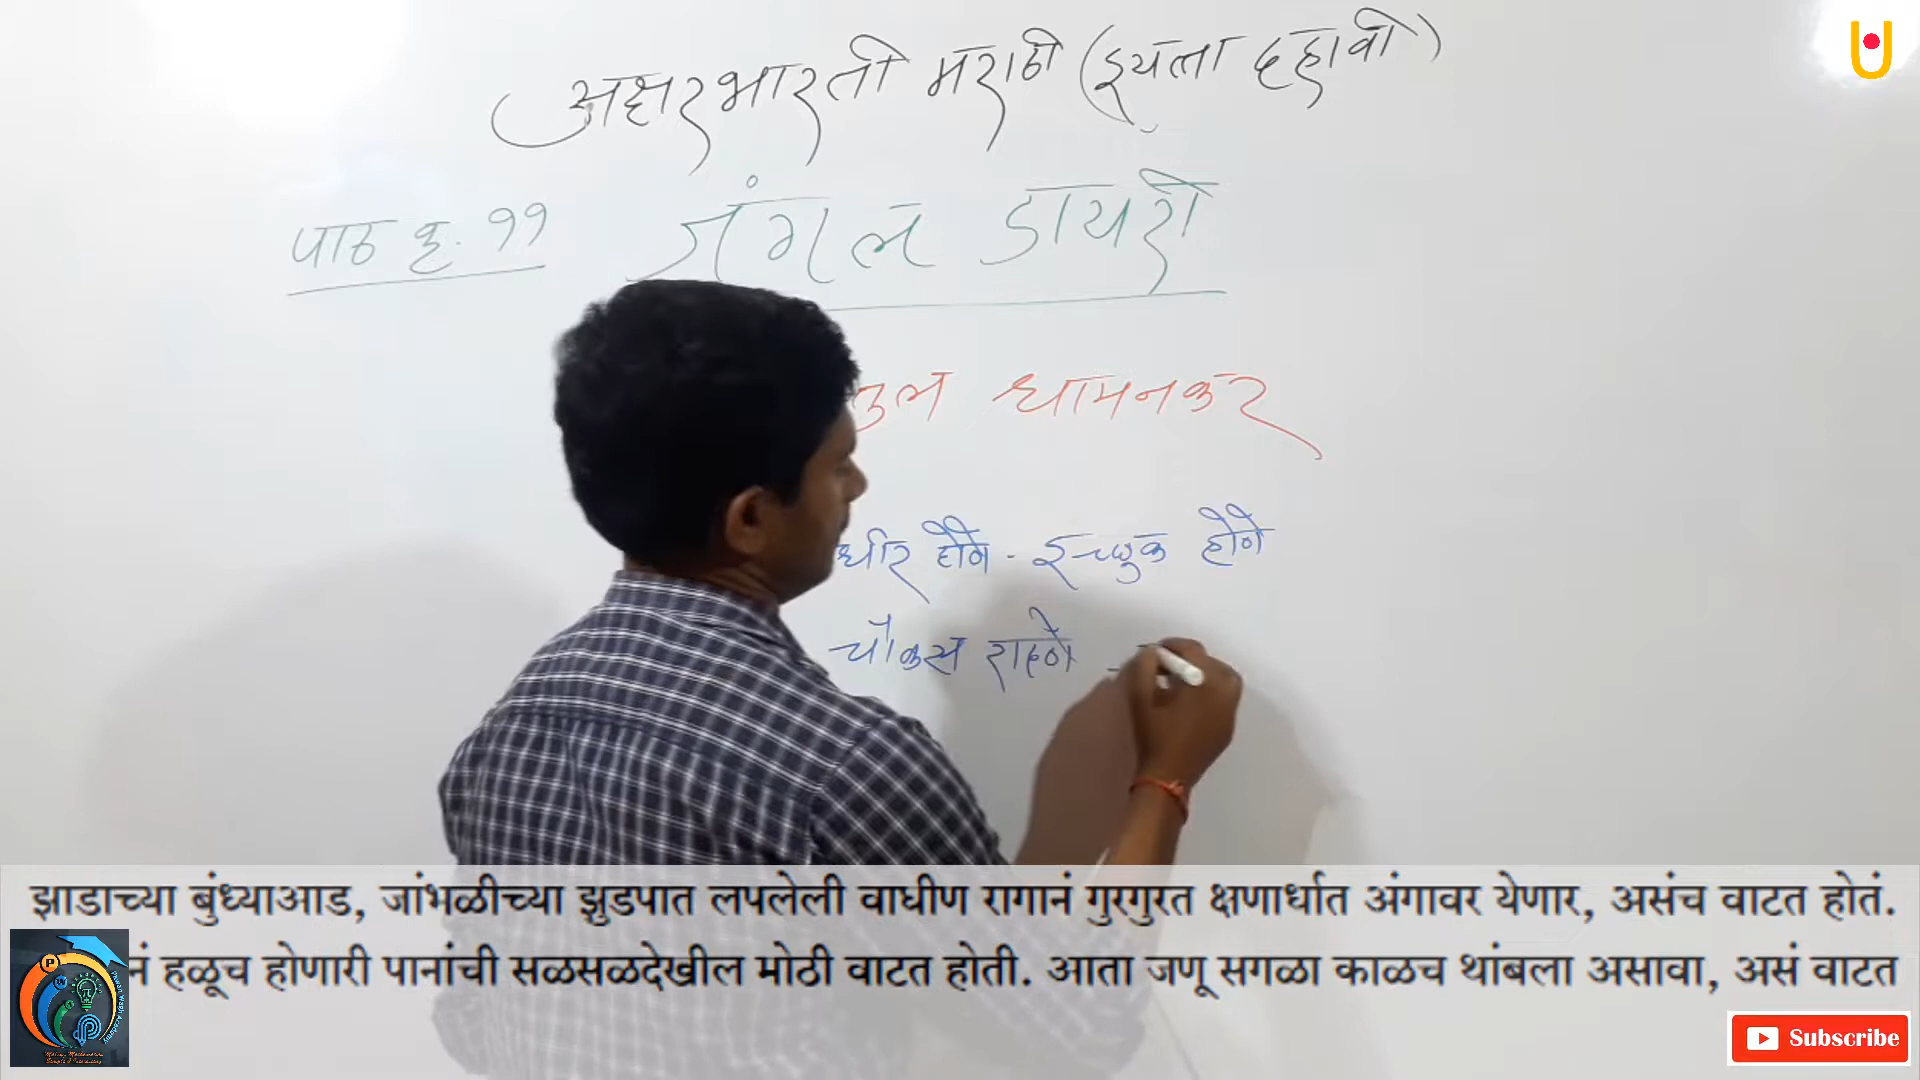 अक्षरभारती मराठी (इयत्ता दहावी)
पाठ क्र. ११ जंगल डायरी
तुल धामनकर
धीर होणे - इच्छुक होणे
चौकस राहणे -
झाडाच्या बुंध्याआड, जांभळीच्या झुडपात लपलेली वाघीण रागानं गुरगुरत क्षणार्धात अंगावर येणार, असंच वाटत होतं.
नं हळूच होणारी पानांची सळसळदेखील मोठी वाटत होती. आता जणू सगळा काळच थांबला असावा, असं वाटत
Subscribe